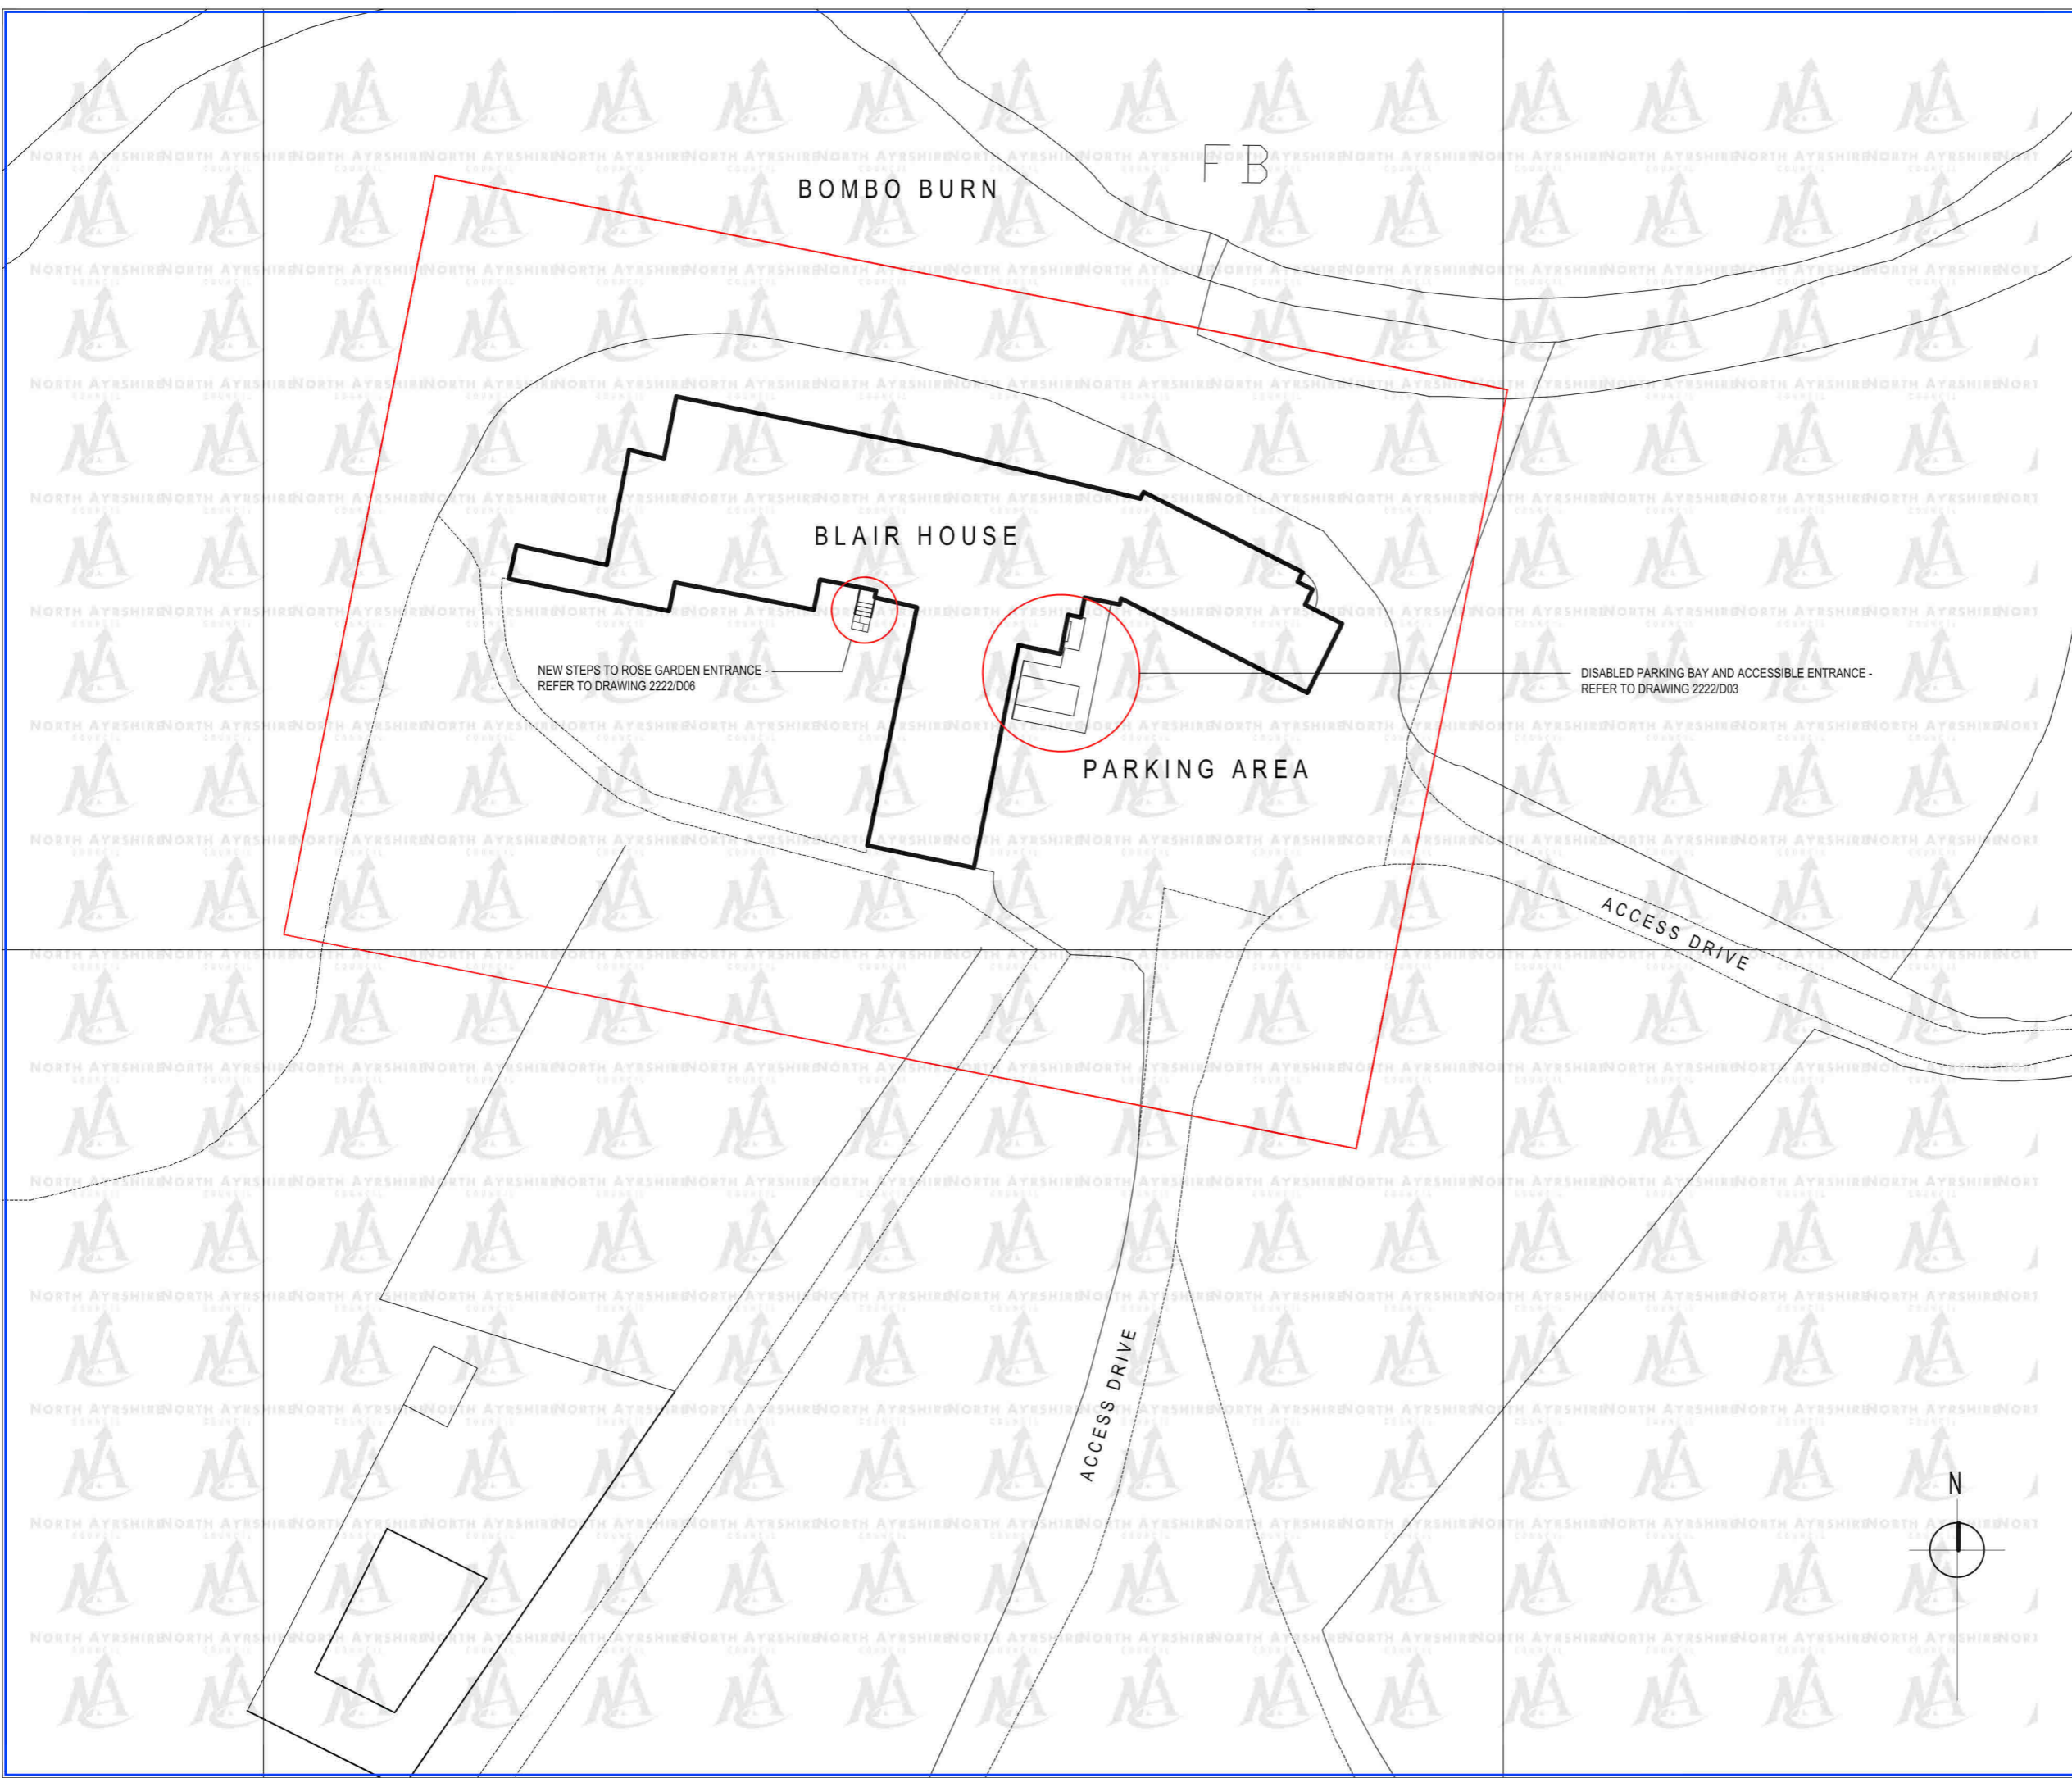 FB
BOMBO BURN
BLAIR HOUSE
NEW STEPS TO ROSE GARDEN ENTRANCE -
REFER TO DRAWING 2222/D06
DISABLED PARKING BAY AND ACCESSIBLE ENTRANCE -
REFER TO DRAWING 2222/D03
PARKING AREA
ACCESS DRIVE
ACCESS DRIVE
N
NORTH AYRSHIRE
COUNCIL